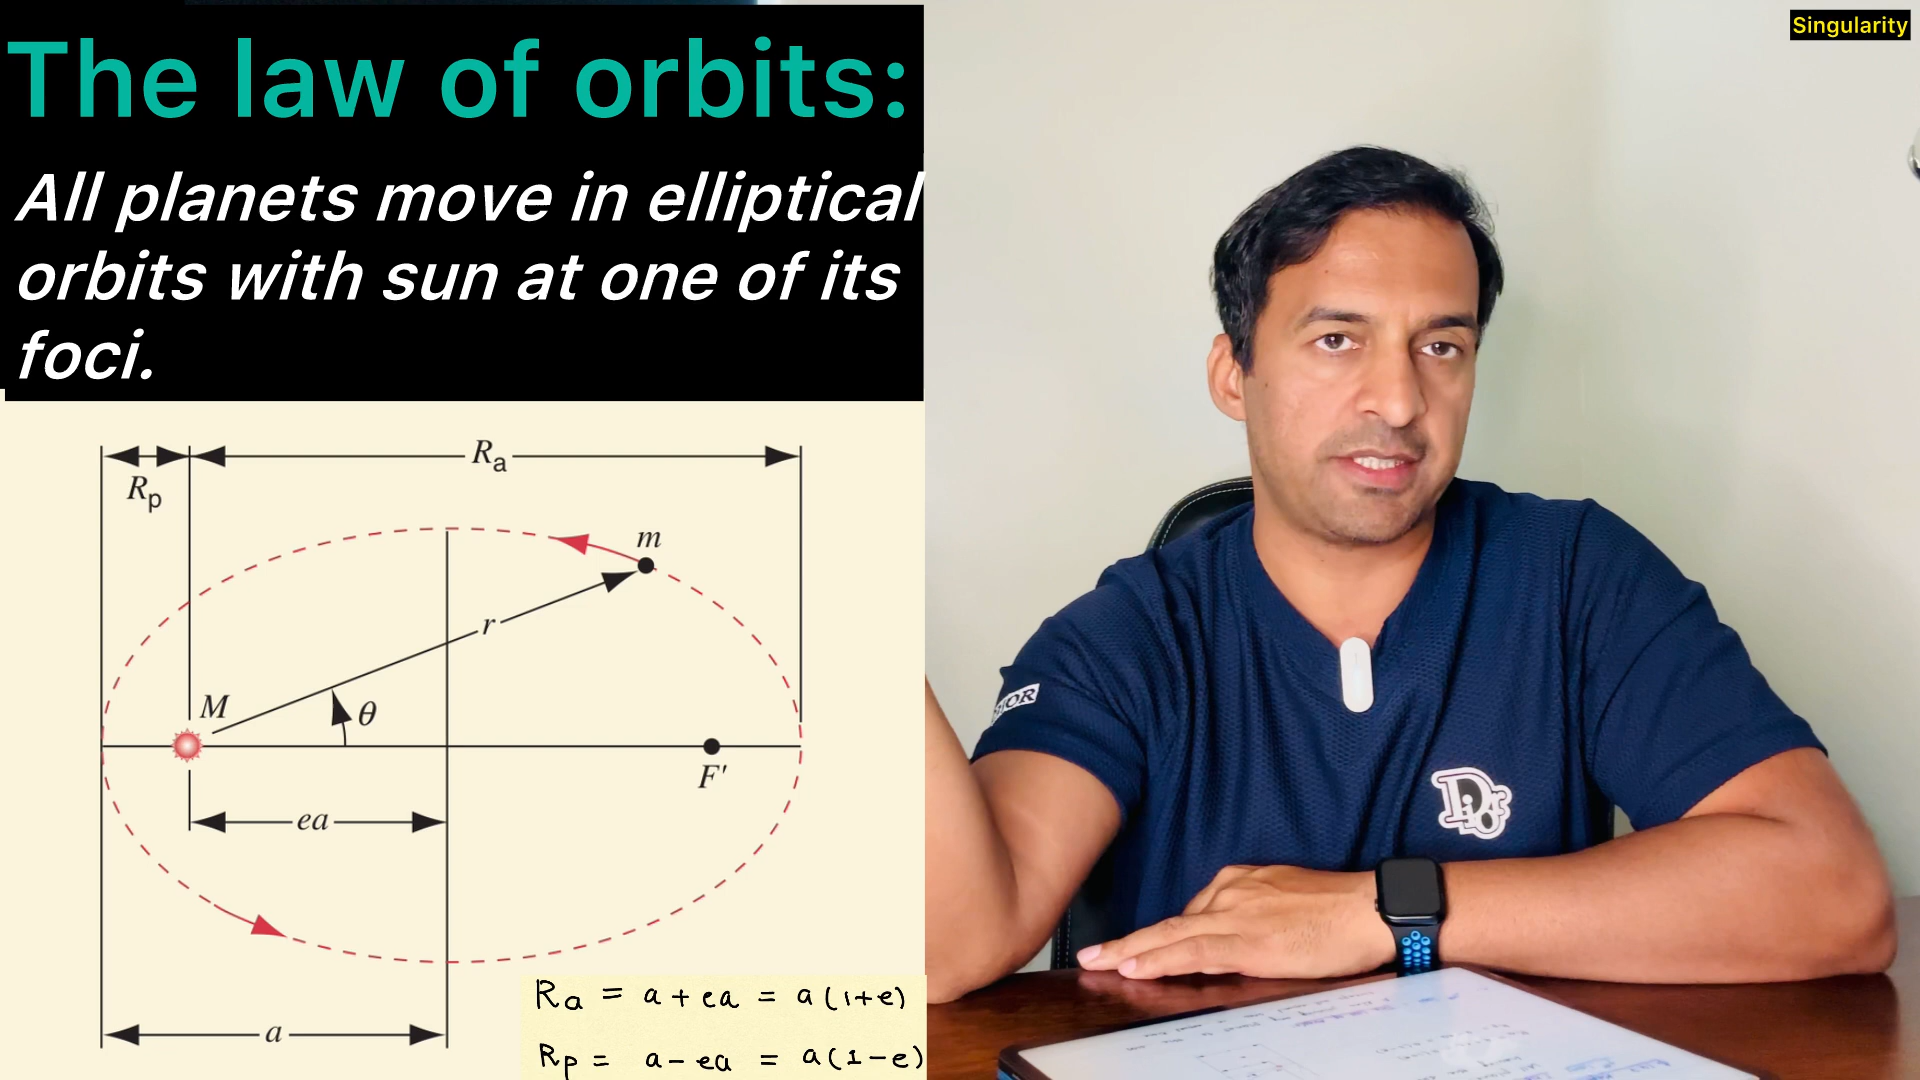 The law of orbits:
All planets move in elliptical
orbits with sun at one of its
foci.
Singularity
Rₐ
Rₚ
m
r
M
θ
F'
ea
a
Rₐ = a + ea = a (1+e)
Rₚ = a - ea = a (1-e)
Dior